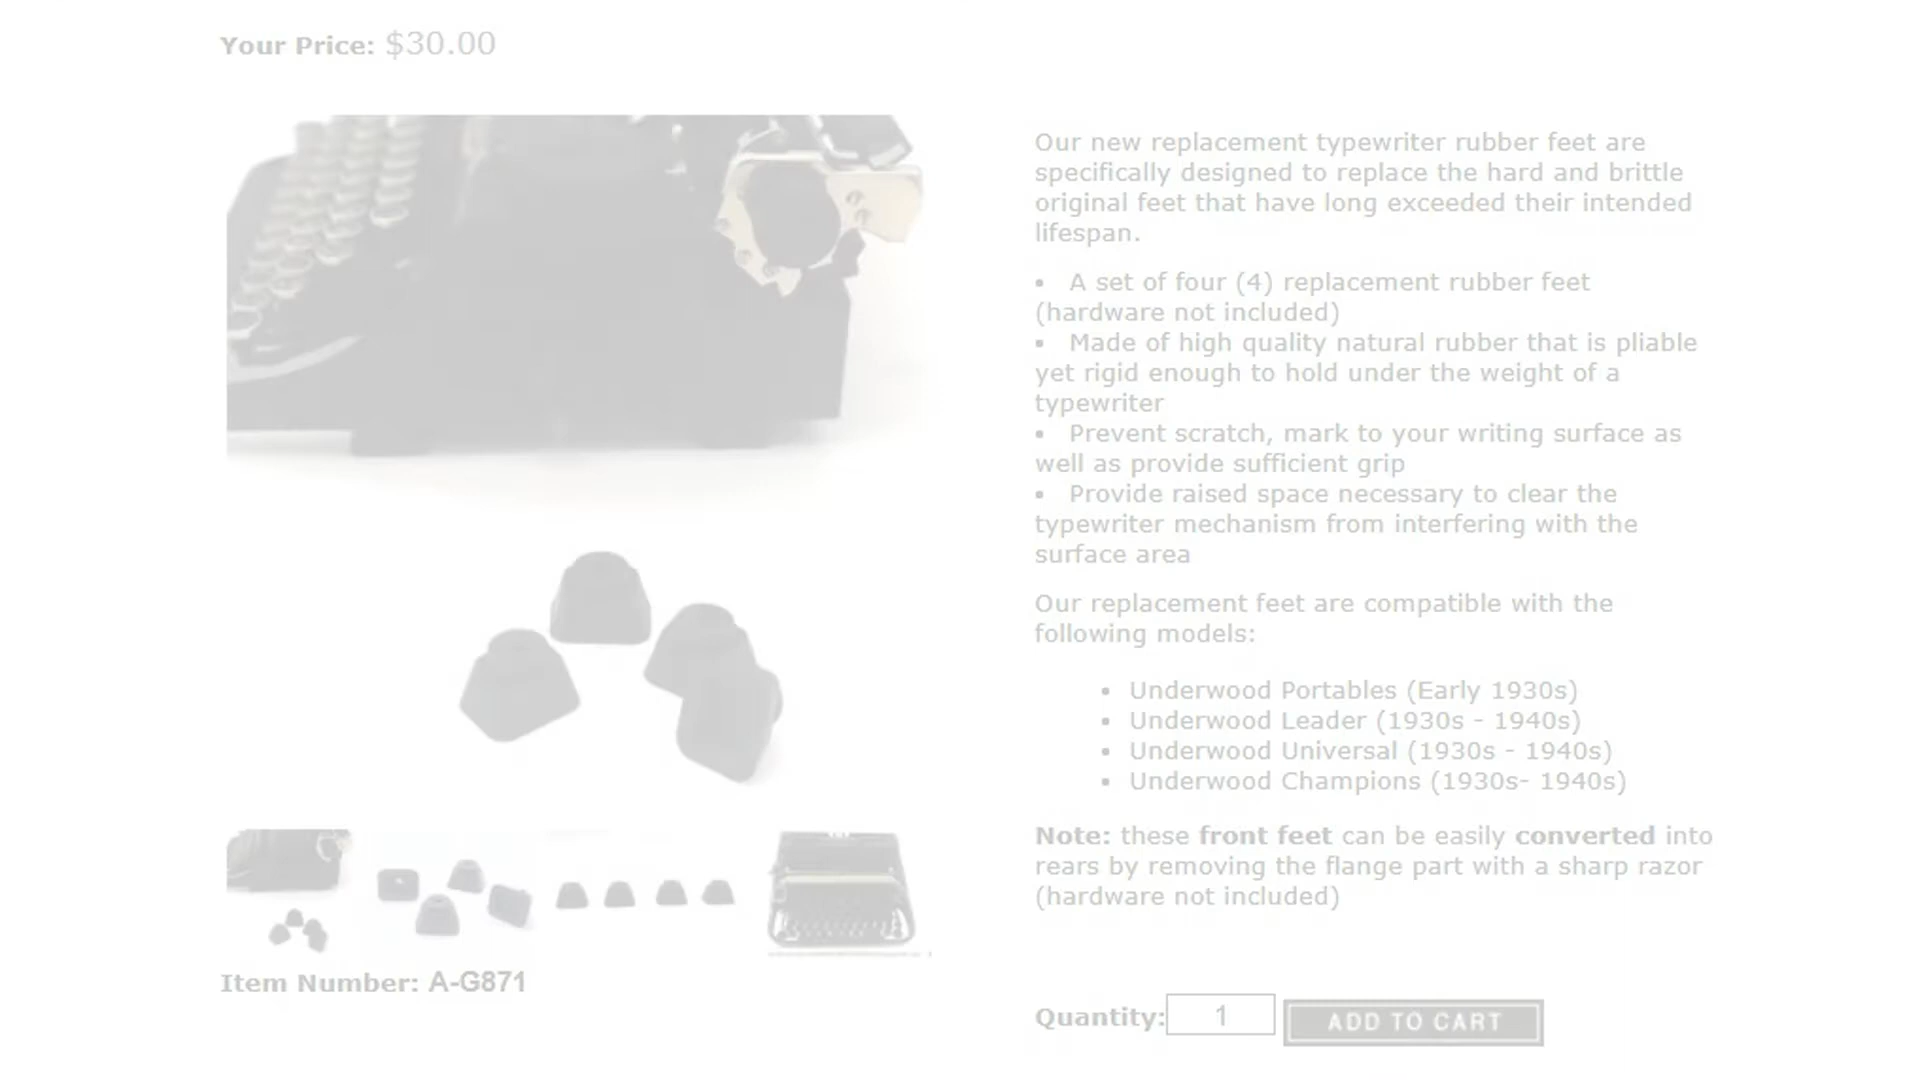 Your Price: $30.00
Our new replacement typewriter rubber feet are
specifically designed to replace the hard and brittle
original feet that have long exceeded their intended
lifespan.
• A set of four (4) replacement rubber feet
(hardware not included)
• Made of high quality natural rubber that is pliable
yet rigid enough to hold under the weight of a
typewriter
• Prevent scratch, mark to your writing surface as
well as provide sufficient grip
• Provide raised space necessary to clear the
typewriter mechanism from interfering with the
surface area
Our replacement feet are compatible with the
following models:
• Underwood Portables (Early 1930s)
• Underwood Leader (1930s - 1940s)
• Underwood Universal (1930s - 1940s)
• Underwood Champions (1930s- 1940s)
Note: these front feet can be easily converted into
rears by removing the flange part with a sharp razor
(hardware not included)
Item Number: A-G871
Quantity: 1 ADD TO CART